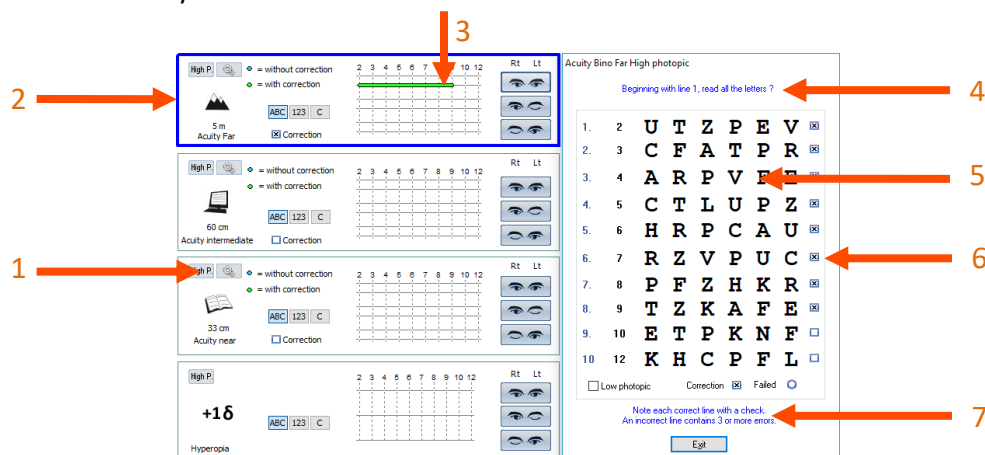 3
High P.
= without correction
= with correction
2 3 4 5 6 7 8 9 10 12
Rt Lt
5 m
Acuity Far
ABC 123 C
Correction
2
High P.
= without correction
= with correction
2 3 4 5 6 7 8 9 10 12
Rt Lt
60 cm
Acuity intermediate
ABC 123 C
Correction
1
High P.
= without correction
= with correction
2 3 4 5 6 7 8 9 10 12
Rt Lt
33 cm
Acuity near
ABC 123 C
Correction
High P.
2 3 4 5 6 7 8 9 10 12
Rt Lt
+1δ
ABC 123 C
Hyperopia
Acuity Bino Far High photopic
Beginning with line 1, read all the letters ?
4
1. 2 U T Z P E V
2. 3 C F A T P R
3. 4 A R P V F E
5
4. 5 C T L U P Z
5. 6 H R P C A U
6. 7 R Z V P U C
6
7. 8 P F Z H K R
8. 9 T Z K A F E
9. 10 E T P K N F
10 12 K H C P F L
Low photopic Correction Failed
Note each correct line with a check.
An incorrect line contains 3 or more errors.
7
Exit